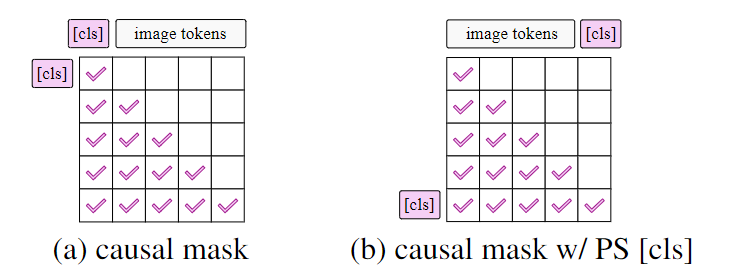 [cls] image tokens
image tokens [cls]
[cls]
[cls]
(a) causal mask
(b) causal mask w/ PS [cls]